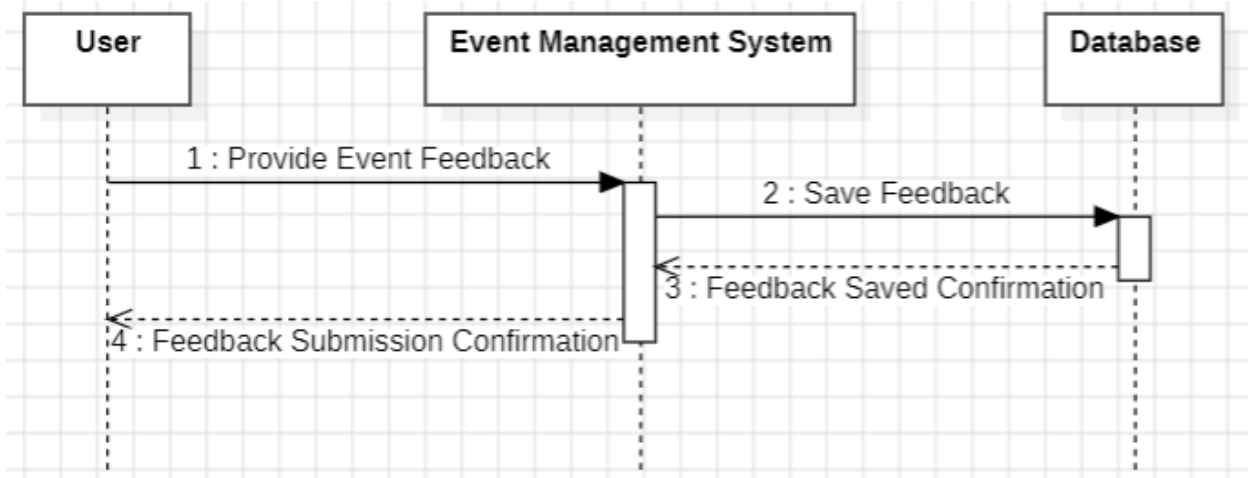 User
Event Management System
Database
1 : Provide Event Feedback
2 : Save Feedback
3 : Feedback Saved Confirmation
4 : Feedback Submission Confirmation